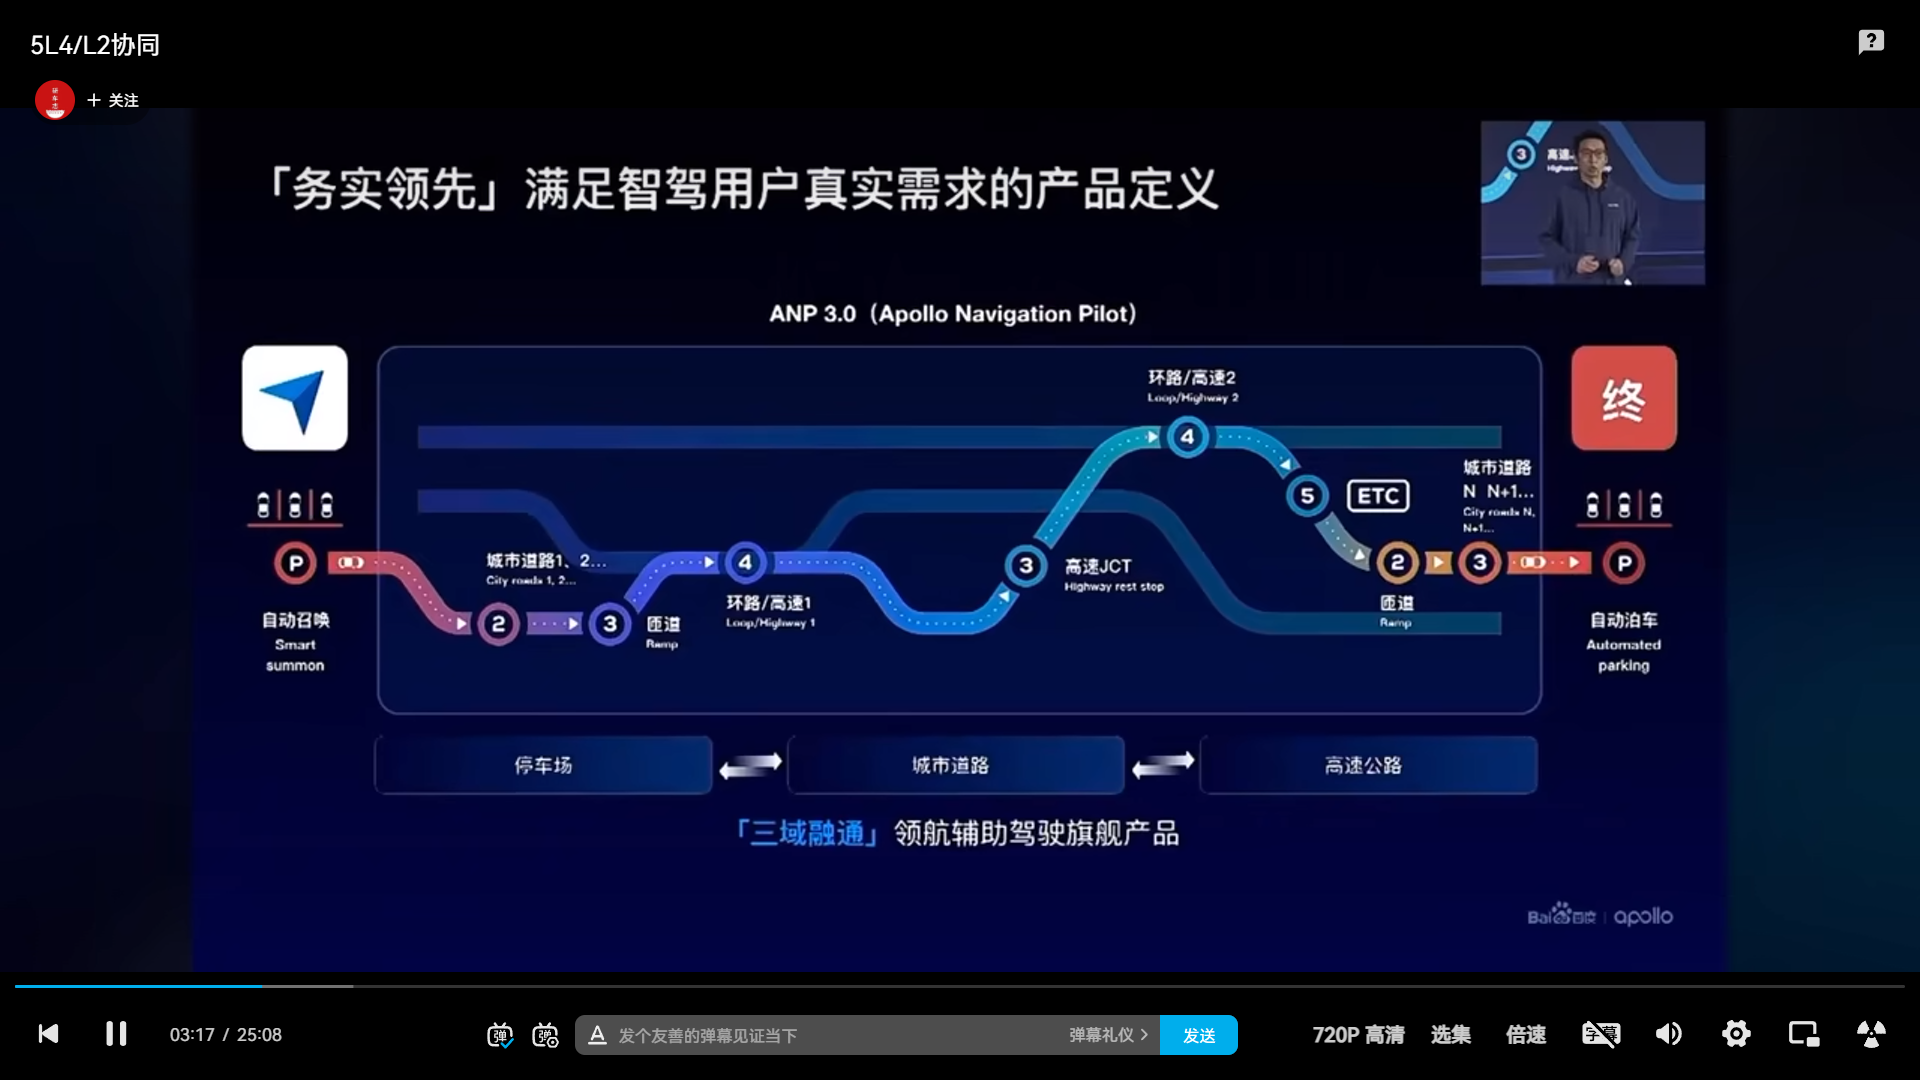 5L4/L2协同
+ 关注
「务实领先」满足智驾用户真实需求的产品定义
3
高速
ANP 3.0（Apollo Navigation Pilot）
终
环路/高速2
Loop/Highway 2
4
5
ETC
城市道路
N N+1...
City roads N,
N+1...
P
自动召唤
Smart
summon
城市道路1、2...
City roads 1, 2...
2
3
匝道
Ramp
4
环路/高速1
Loop/Highway 1
3
高速JCT
Highway rest stop
2
匝道
Ramp
3
P
自动泊车
Automated
parking
停车场
城市道路
高速公路
「三域融通」领航辅助驾驶旗舰产品
Bai百度 | apollo
03:17 / 25:08
弹
弹
A 发个友善的弹幕见证当下
弹幕礼仪 >
发送
720P 高清
选集
倍速
字幕